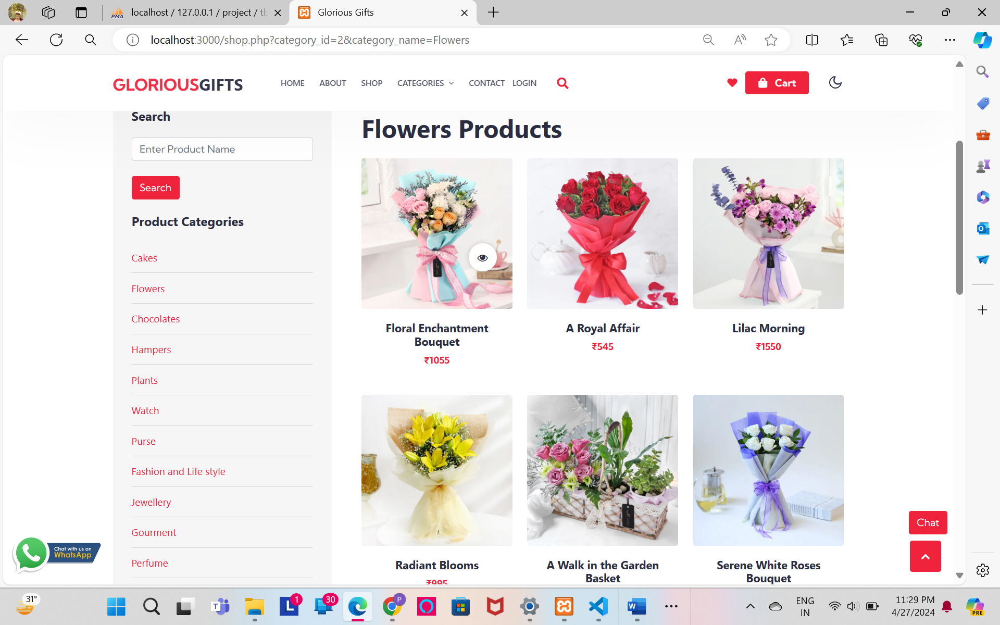 localhost / 127.0.0.1 / project / tb
Glorious Gifts
localhost:3000/shop.php?category_id=2&category_name=Flowers
GLORIOUSGIFTS
HOME
ABOUT
SHOP
CATEGORIES
CONTACT
LOGIN
Cart
Search
Enter Product Name
Search
Product Categories
Cakes
Flowers
Chocolates
Hampers
Plants
Watch
Purse
Fashion and Life style
Jewellery
Gourment
Perfume
Flowers Products
Floral Enchantment
Bouquet
₹1055
A Royal Affair
₹545
Lilac Morning
₹1550
Radiant Blooms
₹995
A Walk in the Garden
Basket
Serene White Roses
Bouquet
Chat with us on
WhatsApp
Chat
31°
1
30
P
ENG
IN
11:29 PM
4/27/2024
PRE